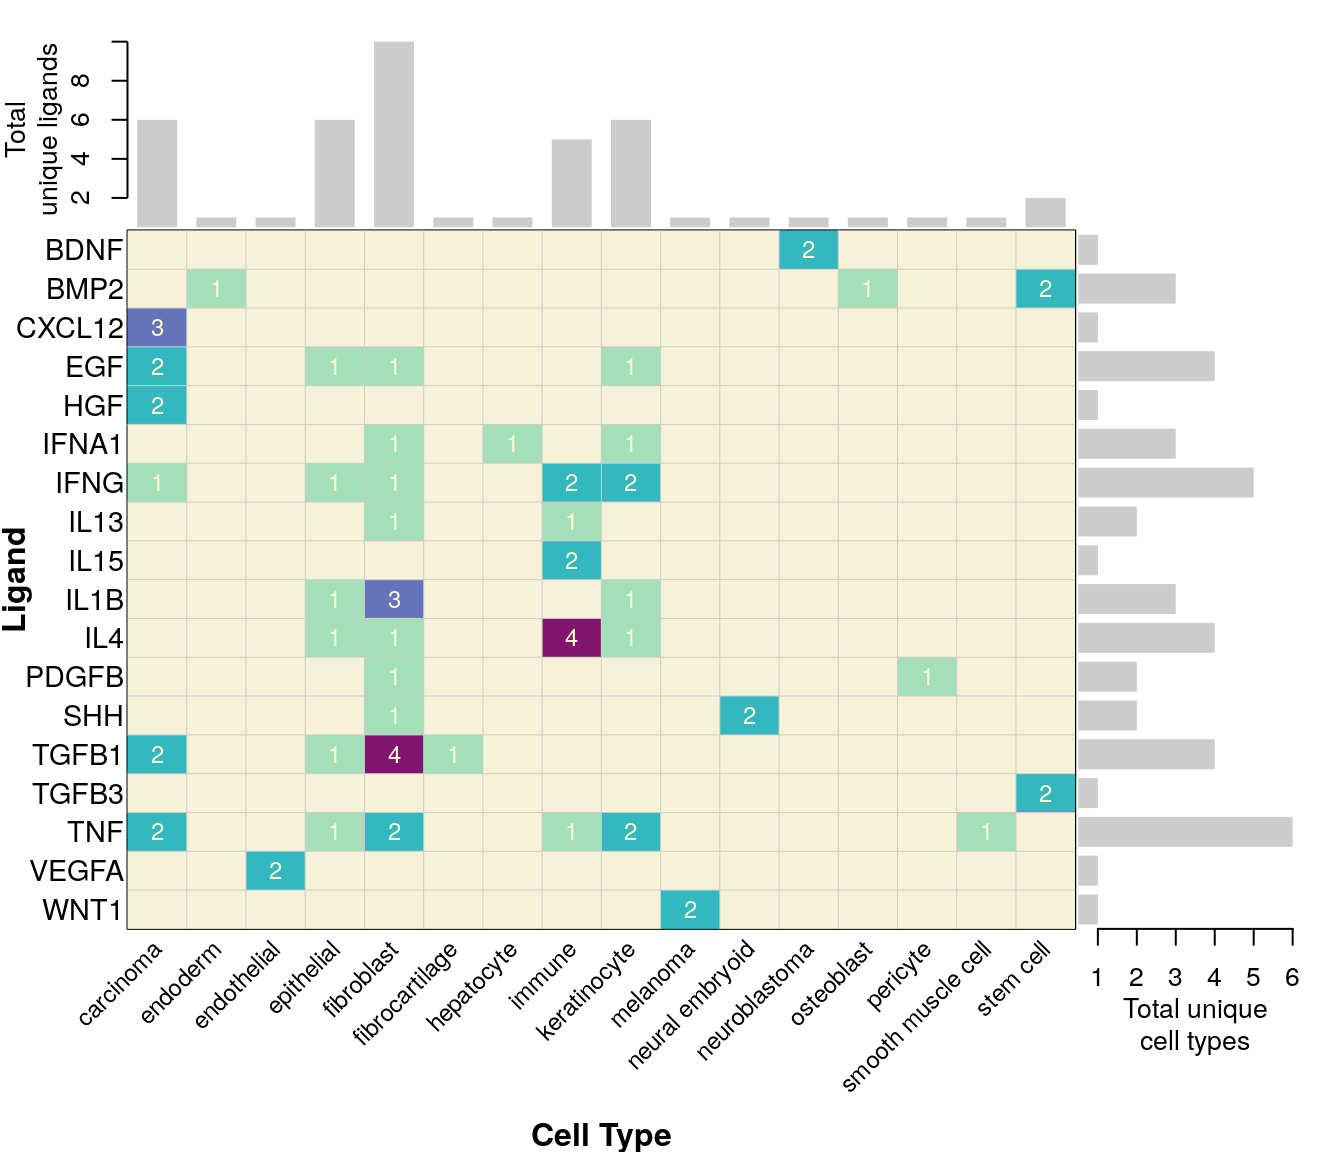 Total
unique ligands
2 4 6 8
BDNF 2
BMP2 1 1 2
CXCL12 3
EGF 2 1 1 1
HGF 2
IFNA1 1 1 1
IFNG 1 1 1 2 2
IL13 1 1
IL15 2
IL1B 1 3 1
IL4 1 1 4 1
PDGFB 1 1
SHH 1 2
TGFB1 2 1 4 1
TGFB3 2
TNF 2 1 2 1 2 1
VEGFA 2
WNT1 2
Ligand
carcinoma
endoderm
endothelial
epithelial
fibroblast
fibrocartilage
hepatocyte
immune
keratinocyte
melanoma
neural embryoid
neuroblastoma
osteoblast
pericyte
smooth muscle cell
stem cell
1 2 3 4 5 6
Total unique
cell types
Cell Type